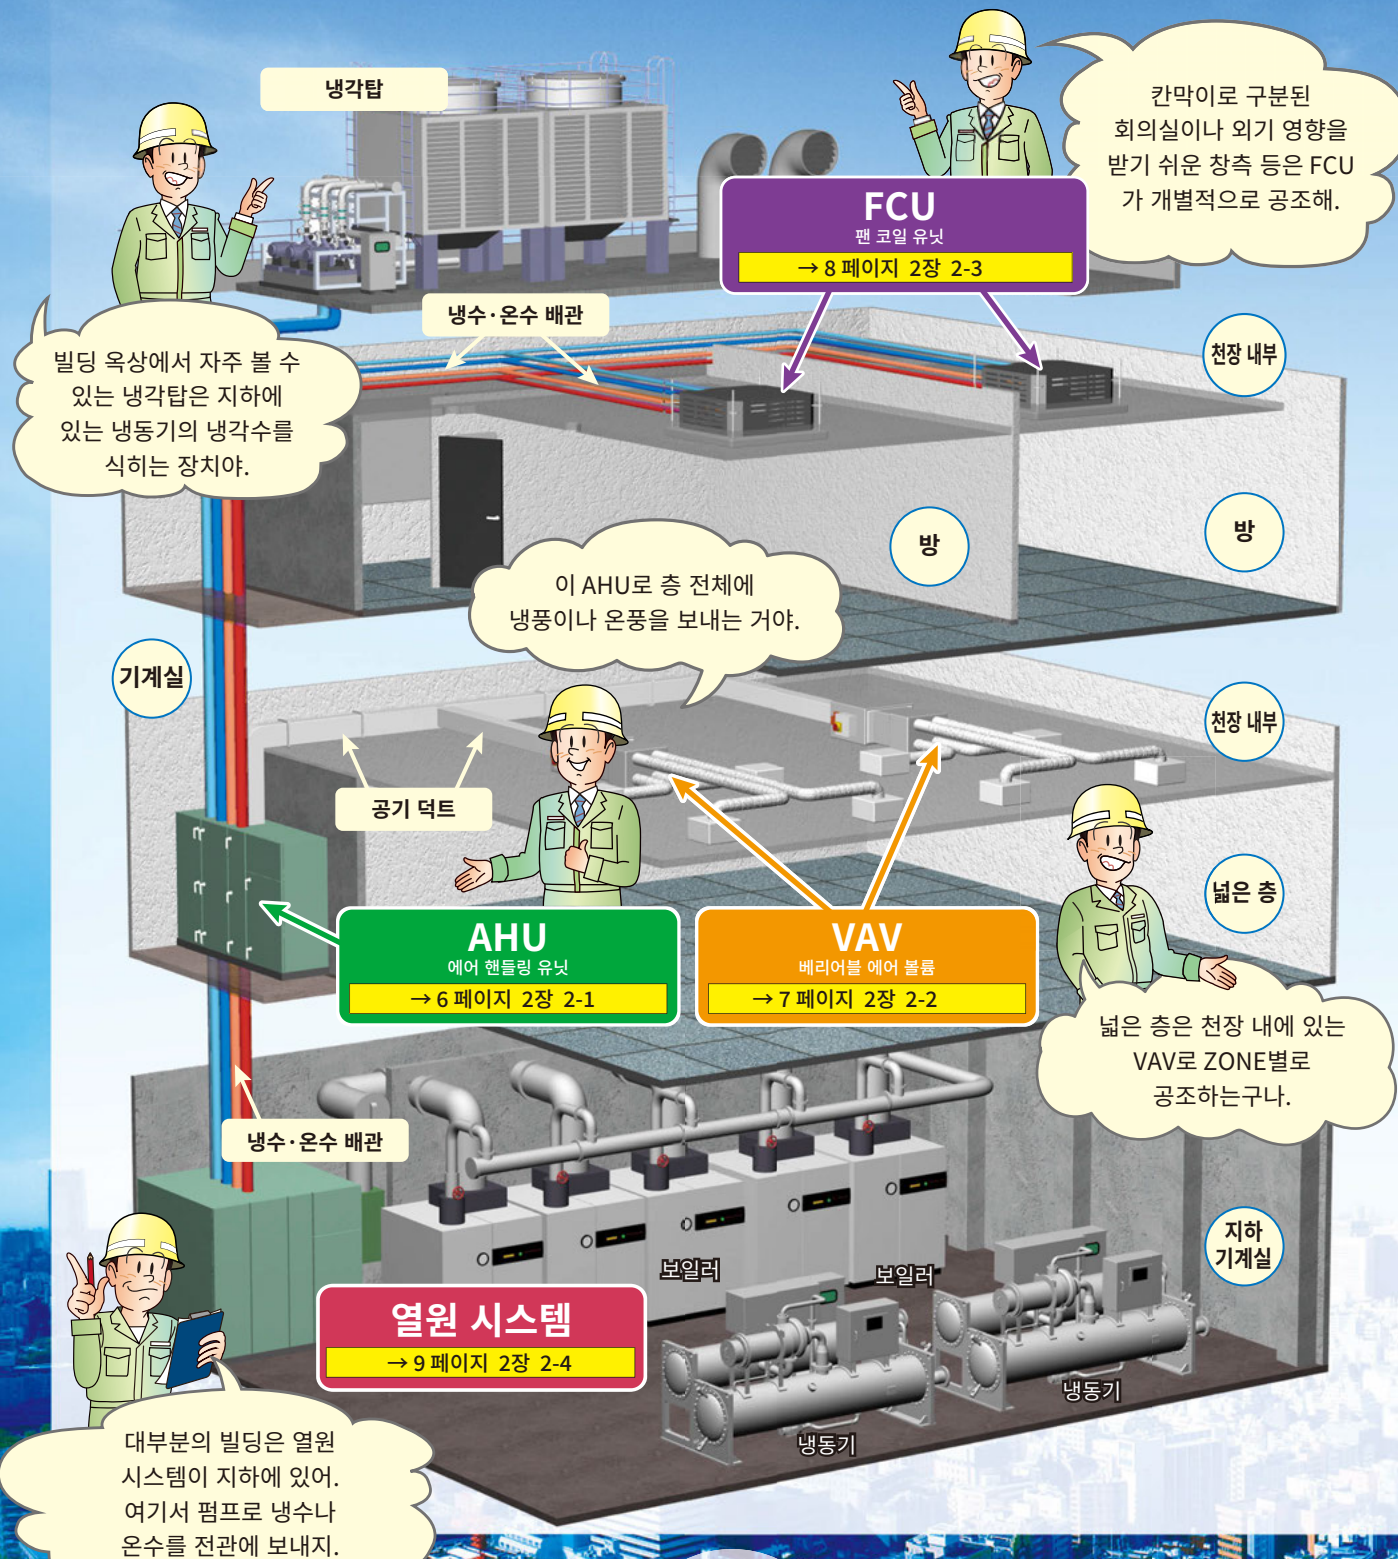 냉각탑
칸막이로 구분된
회의실이나 외기 영향을
받기 쉬운 창측 등은 FCU
가 개별적으로 공조해.
FCU
팬 코일 유닛
→ 8 페이지 2장 2-3
냉수·온수 배관
천장 내부
빌딩 옥상에서 자주 볼 수
있는 냉각탑은 지하에
있는 냉동기의 냉각수를
식히는 장치야.
방
방
이 AHU로 층 전체에
냉풍이나 온풍을 보내는 거야.
기계실
천장 내부
공기 덕트
넓은 층
AHU
에어 핸들링 유닛
→ 6 페이지 2장 2-1
VAV
베리어블 에어 볼륨
→ 7 페이지 2장 2-2
넓은 층은 천장 내에 있는
VAV로 ZONE별로
공조하는구나.
냉수·온수 배관
지하
기계실
보일러
보일러
열원 시스템
→ 9 페이지 2장 2-4
냉동기
냉동기
대부분의 빌딩은 열원
시스템이 지하에 있어.
여기서 펌프로 냉수나
온수를 전관에 보내지.